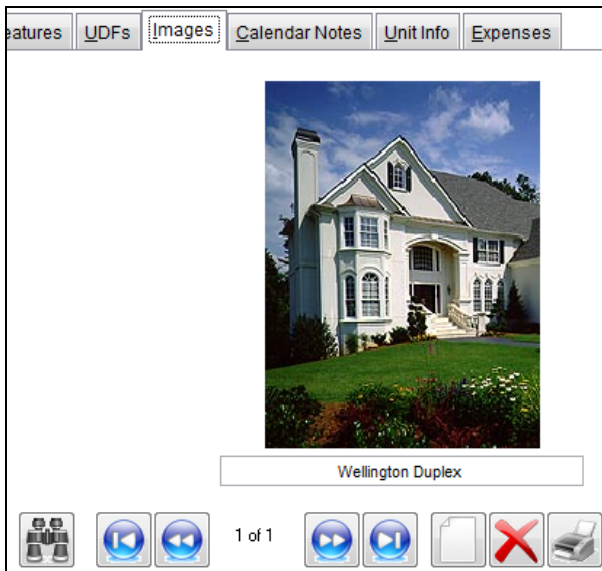 eatures UDFs Images Calendar Notes Unit Info Expenses
Wellington Duplex
1 of 1